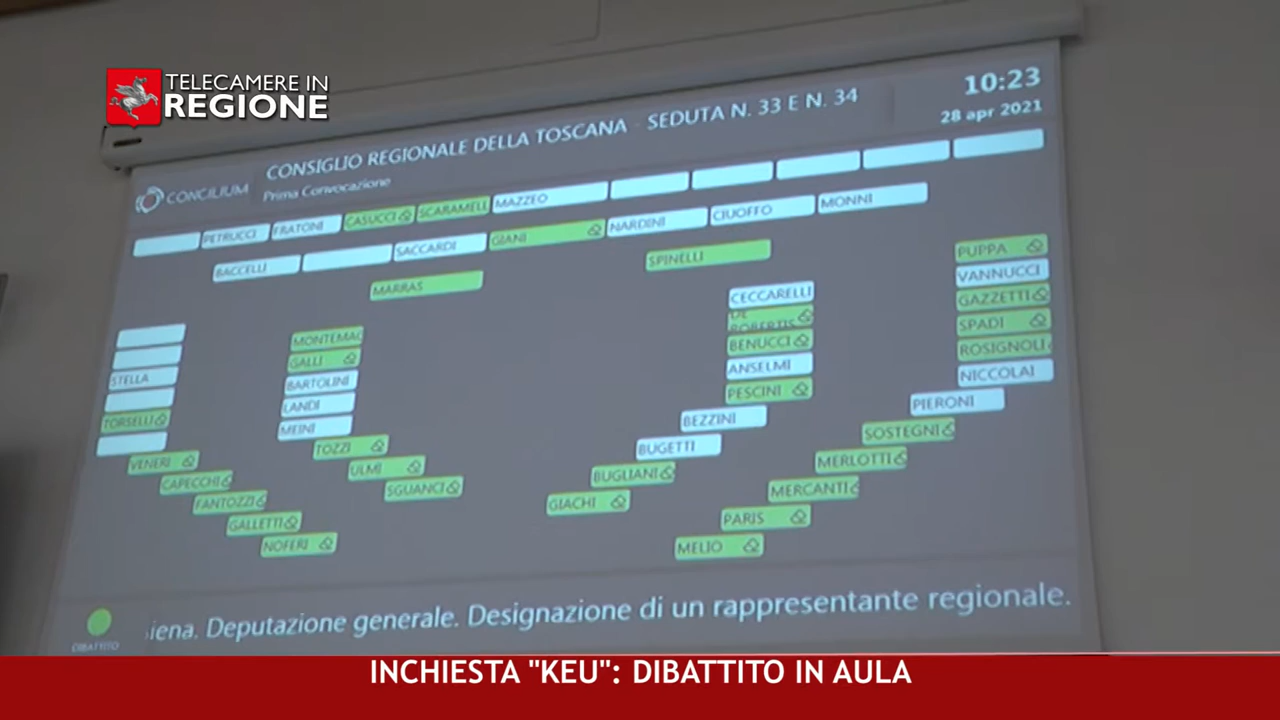 TELECAMERE IN
REGIONE
10:23
28 apr 2021
CONSIGLIO REGIONALE DELLA TOSCANA - SEDUTA N. 33 E N. 34
CONCILIUM
Prima Convocazione
PETRUCCI FRATONI CASUCCI SCARAMELL MAZZEO
BACCELLI SACCARDI GIANI NARDINI CIUOFFO MONNI
MARRAS SPINELLI
PUPPA
VANNUCCI
CECCARELLI GAZZETTI
MONTEMAG DE ROBERTIS SPADI
GALLI BENUCCI ROSIGNOLI
STELLA BARTOLINI ANSELMI NICCOLAI
LANDI PESCINI PIERONI
TORSELLI MEINI BEZZINI SOSTEGNI
VENERI TOZZI BUGETTI MERLOTTI
CAPECCHI ULMI BUGLIANI MERCANTI
FANTOZZI SGUANCI GIACHI PARIS
GALLETTI MELIO
NOFERI
iena. Deputazione generale. Designazione di un rappresentante regionale.
DIBATTITO
INCHIESTA "KEU": DIBATTITO IN AULA